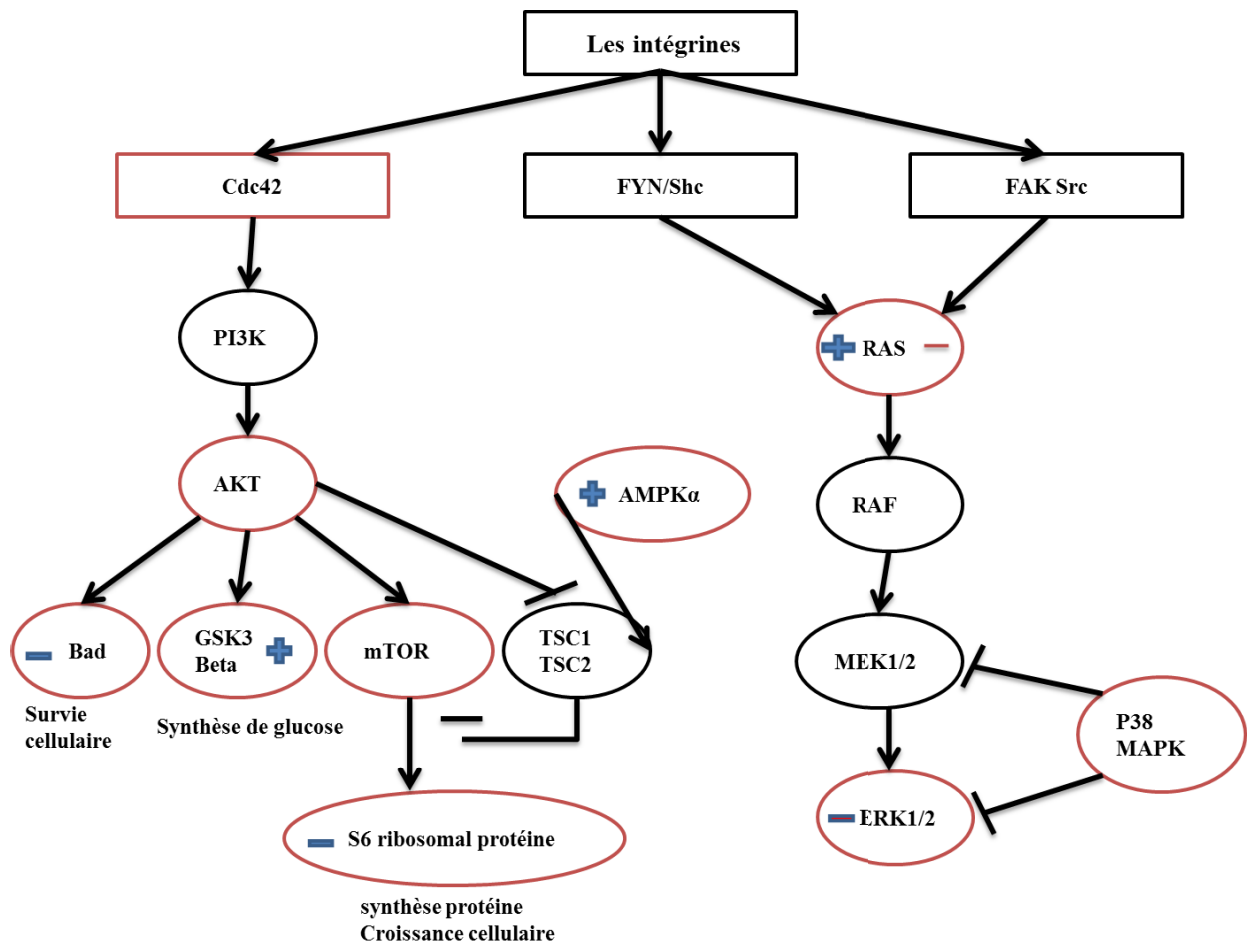 Les intégrines
Cdc42
FYN/Shc
FAK Src
PI3K
RAS
AKT
AMPKα
RAF
Bad
GSK3
Beta
mTOR
TSC1
TSC2
MEK1/2
Survie
cellulaire
Synthèse de glucose
P38
MAPK
S6 ribosomal protéine
ERK1/2
synthèse protéine
Croissance cellulaire